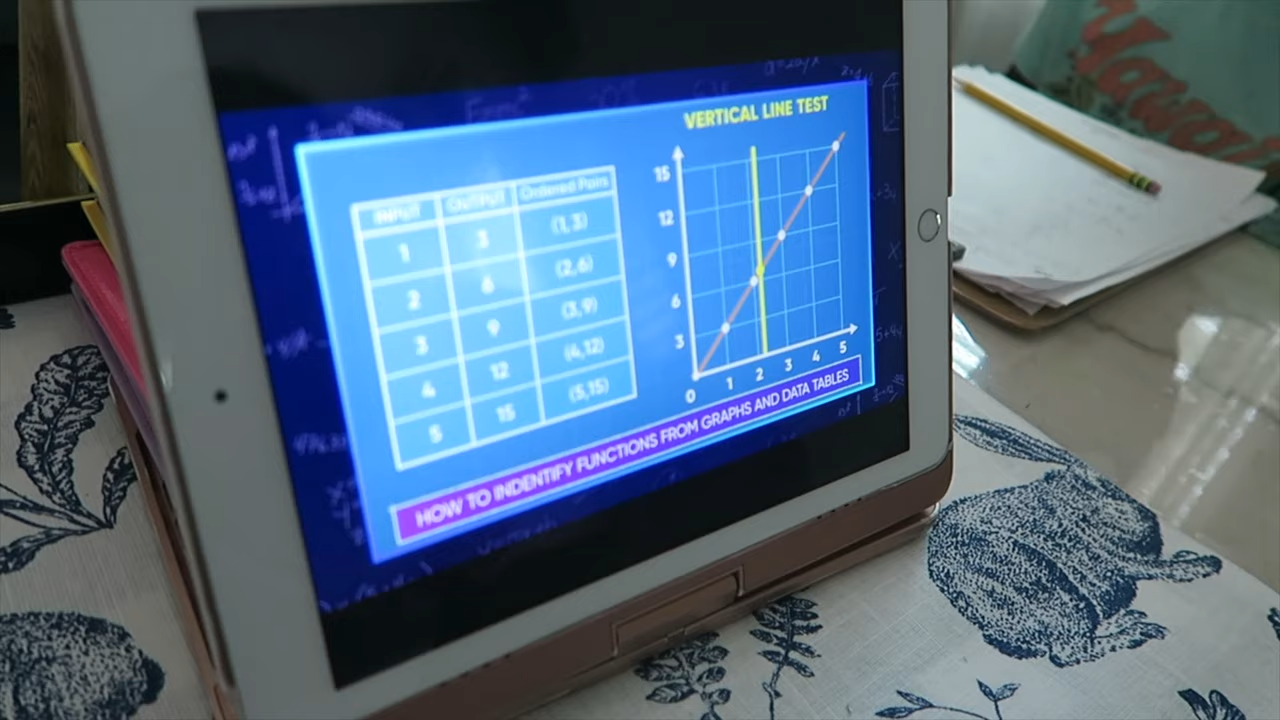 VERTICAL LINE TEST
INPUT OUTPUT Ordered Pairs
1 3 (1, 3)
2 6 (2, 6)
3 9 (3, 9)
4 12 (4, 12)
5 15 (5, 15)
15
12
9
6
3
0 1 2 3 4 5
HOW TO INDENTIFY FUNCTIONS FROM GRAPHS AND DATA TABLES